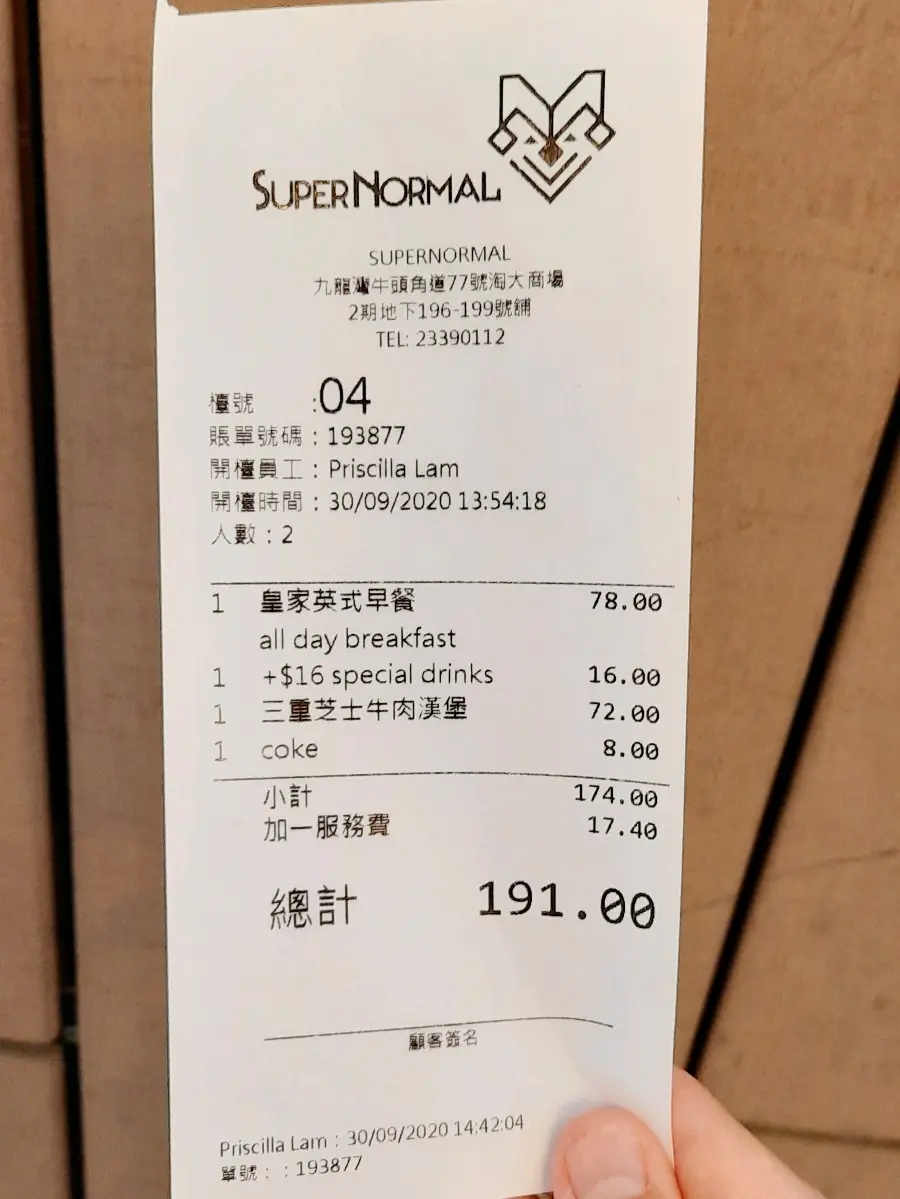 SUPERNORMAL
SUPERNORMAL
九龍灣牛頭角道77號淘大商場
2期地下196-199號舖
TEL: 23390112
檯號 :04
賬單號碼 : 193877
開檯員工 : Priscilla Lam
開檯時間 : 30/09/2020 13:54:18
人數 : 2
1 皇家英式早餐 78.00
all day breakfast
1 +$16 special drinks 16.00
1 三重芝士牛肉漢堡 72.00
1 coke 8.00
小計 174.00
加一服務費 17.40
總計 191.00
顧客簽名
Priscilla Lam : 30/09/2020 14:42:04
單號 : : 193877